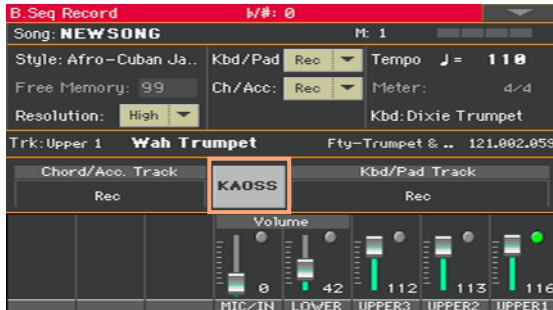 B.Seq Record b/#: 0
Song: NEWSONG M: 1
Style: Afro-Cuban Ja.. Kbd/Pad Rec Tempo ♩= 110
Free Memory: 99 Ch/Acc: Rec Meter: 4/4
Resolution: High Kbd: Dixie Trumpet
Trk: Upper 1 Wah Trumpet Fty-Trumpet & .. 121.002.059
Chord/Acc. Track KAOSS Kbd/Pad Track
Rec Rec
Volume
0 42 112 113 116
MIC/IN LOWER UPPER3 UPPER2 UPPER1